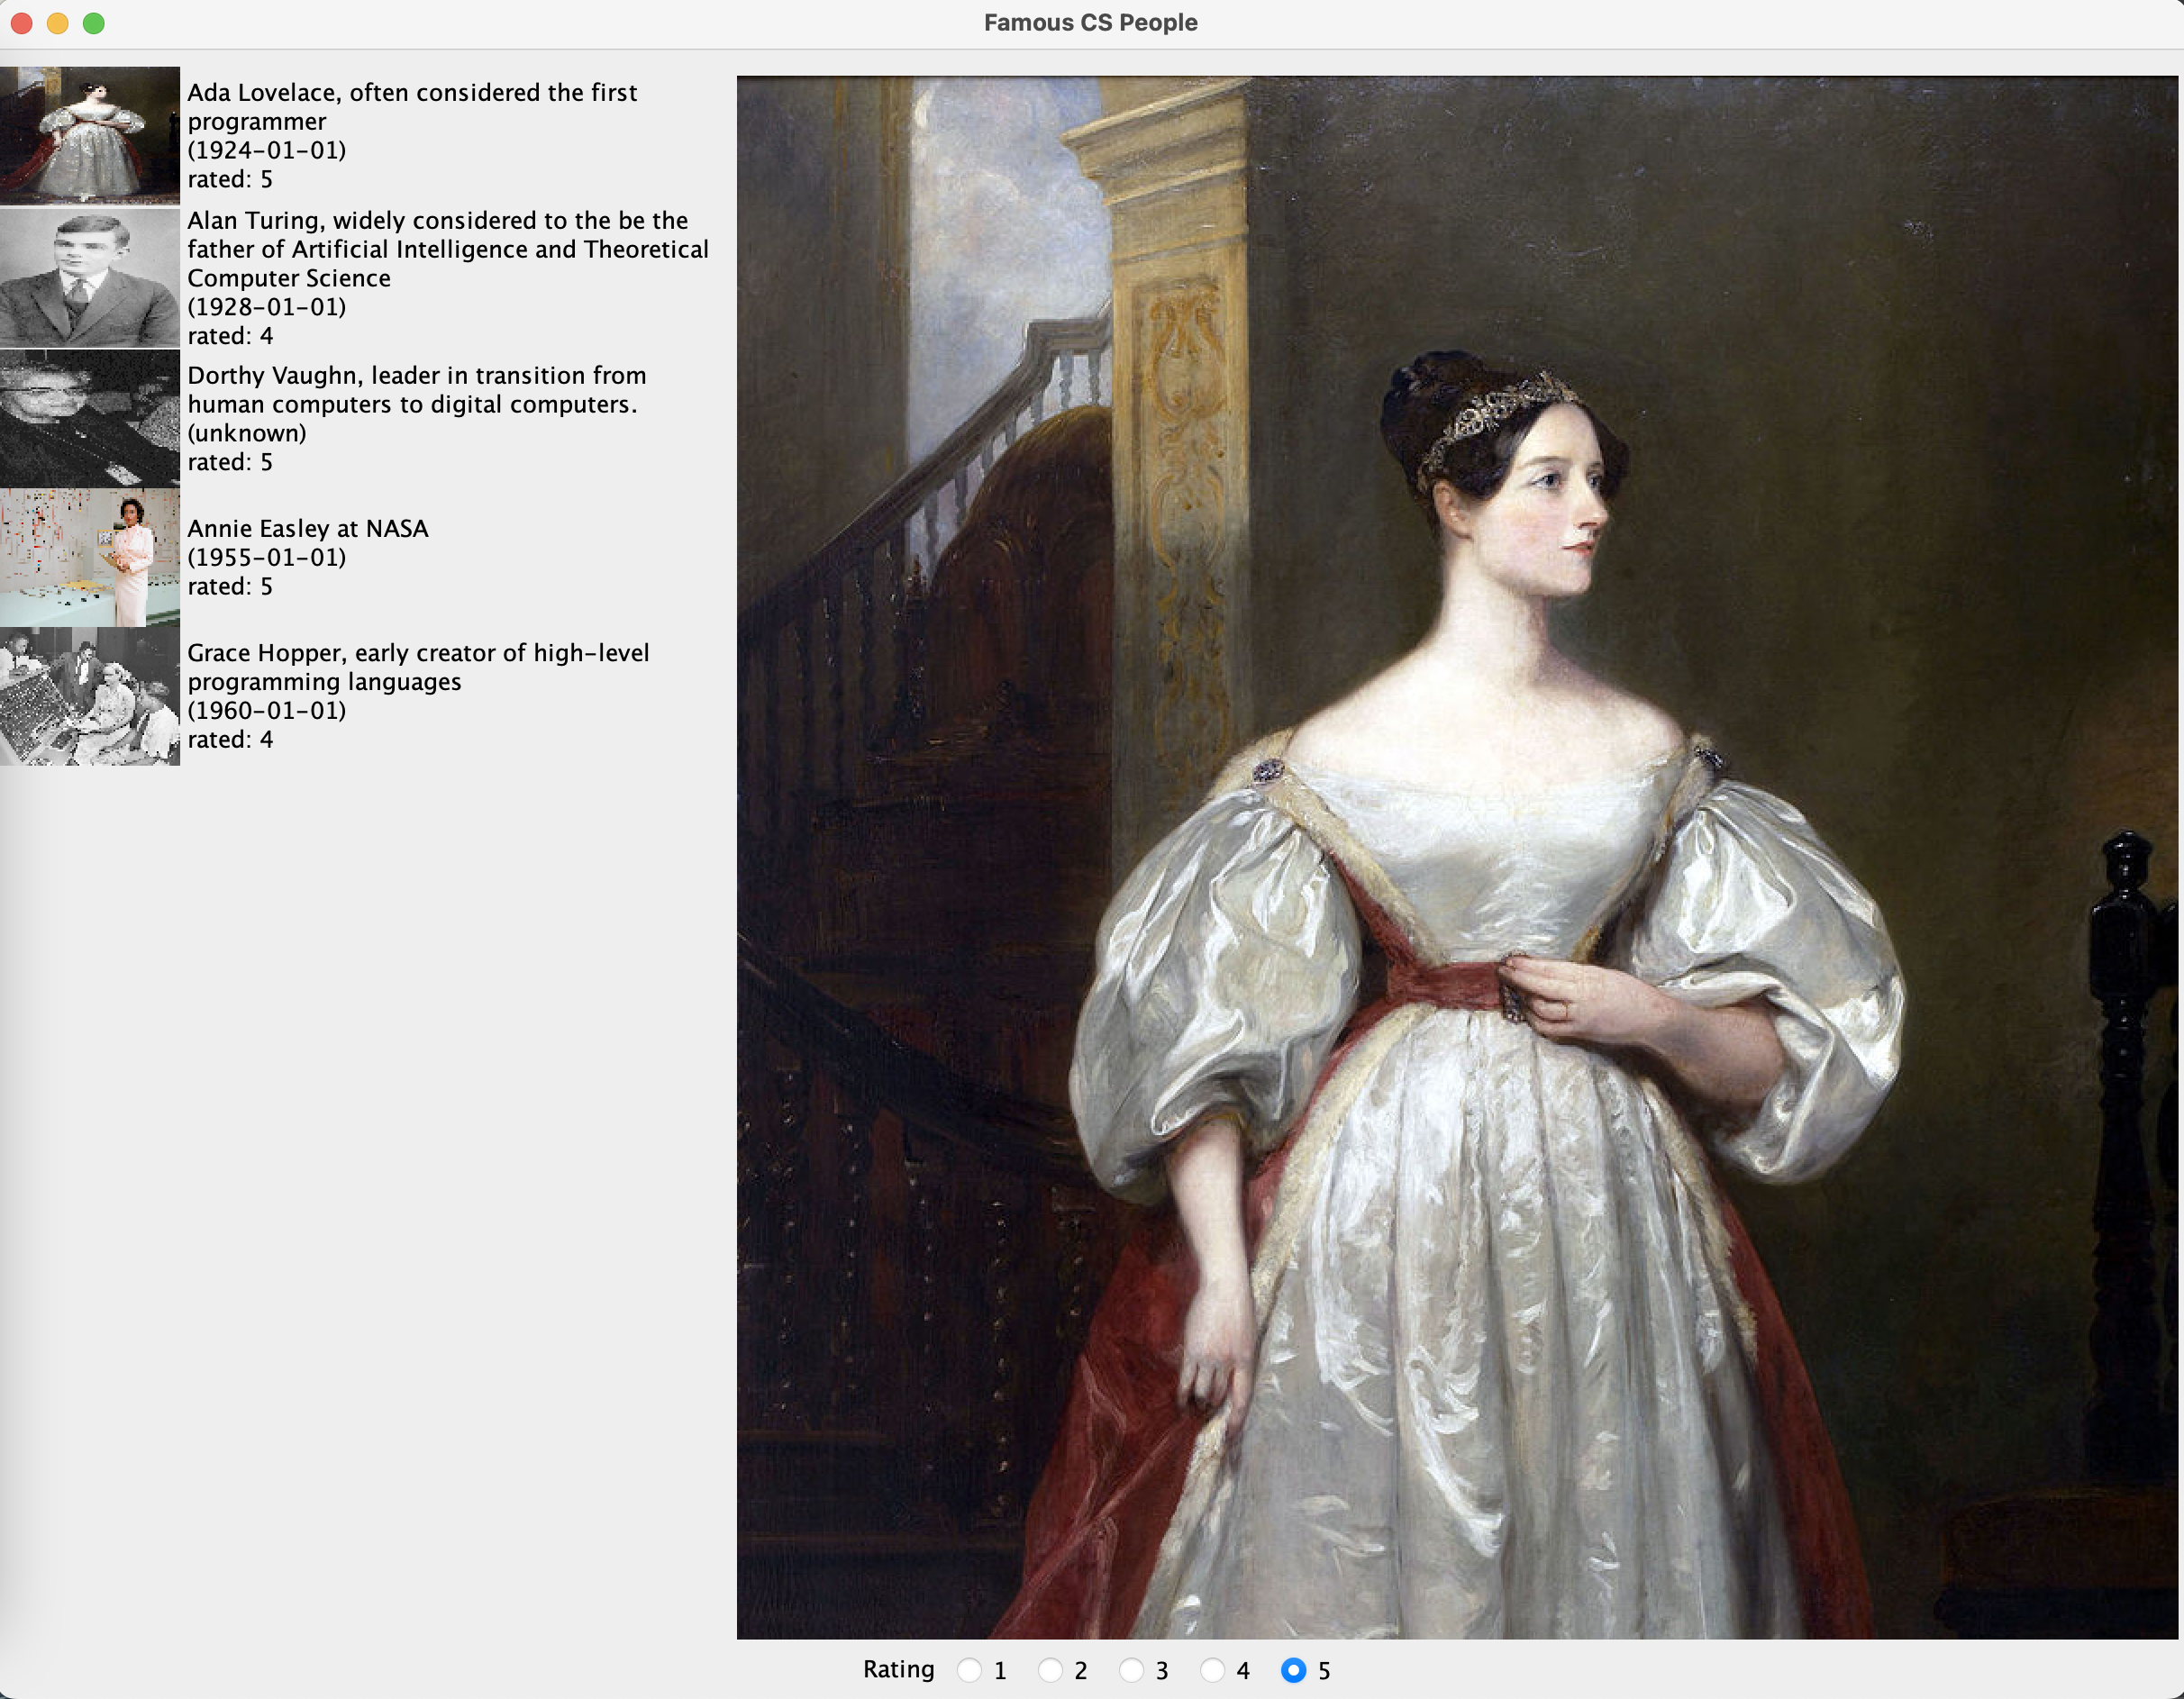 Famous CS People
Ada Lovelace, often considered the first
programmer
(1924-01-01)
rated: 5
Alan Turing, widely considered to the be the
father of Artificial Intelligence and Theoretical
Computer Science
(1928-01-01)
rated: 4
Dorthy Vaughn, leader in transition from
human computers to digital computers.
(unknown)
rated: 5
Annie Easley at NASA
(1955-01-01)
rated: 5
Grace Hopper, early creator of high-level
programming languages
(1960-01-01)
rated: 4
Rating 1 2 3 4 5